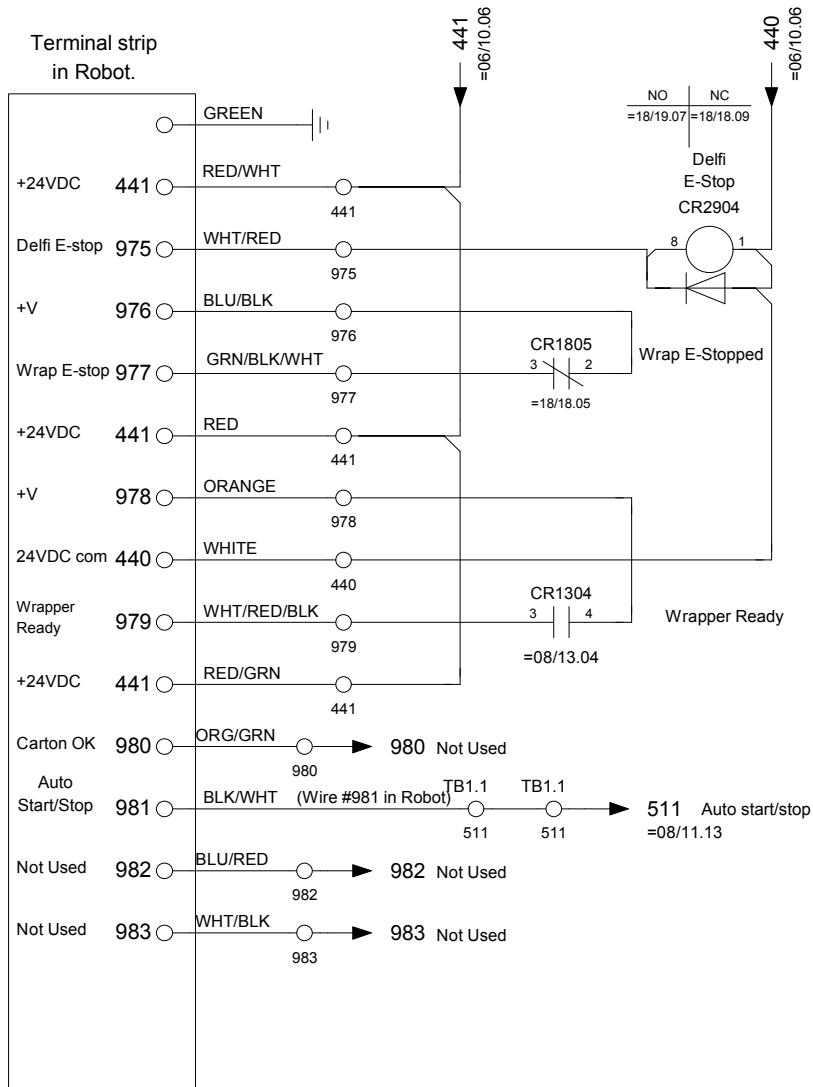 Terminal strip
in Robot.
441
=06/10.06
440
=06/10.06
NO NC
=18/19.07 =18/18.09
GREEN
Delfi
E-Stop
CR2904
+24VDC 441 RED/WHT
441
8 1
Delfi E-stop 975 WHT/RED
975
+V 976 BLU/BLK
976
CR1805
Wrap E-Stopped
Wrap E-stop 977 GRN/BLK/WHT 3 2
977
=18/18.05
+24VDC 441 RED
441
+V 978 ORANGE
978
24VDC com 440 WHITE
440
CR1304
Wrapper
Ready 979 WHT/RED/BLK 3 4 Wrapper Ready
979
=08/13.04
+24VDC 441 RED/GRN
441
Carton OK 980 ORG/GRN 980 Not Used
980
Auto
Start/Stop 981 BLK/WHT (Wire #981 in Robot) TB1.1 TB1.1 511 Auto start/stop
511 511 =08/11.13
Not Used 982 BLU/RED 982 Not Used
982
Not Used 983 WHT/BLK 983 Not Used
983